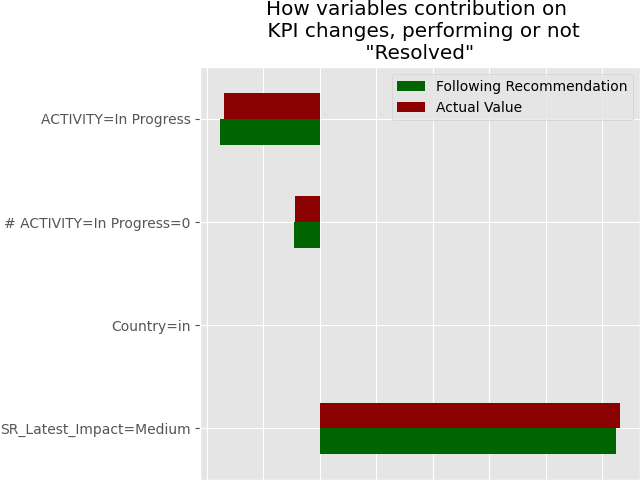 How variables contribution on
KPI changes, performing or not
"Resolved"
Following Recommendation
Actual Value
ACTIVITY=In Progress
# ACTIVITY=In Progress=0
Country=in
SR_Latest_Impact=Medium